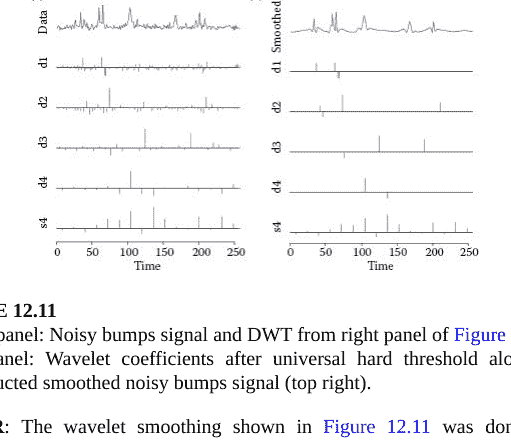 Data
d1
d2
d3
d4
s4
0 50 100 150 200 250
Time
Smoothed
d1
d2
d3
d4
s4
0 50 100 150 200 250
Time
E 12.11
panel: Noisy bumps signal and DWT from right panel of Figure
anel: Wavelet coefficients after universal hard threshold alo
ucted smoothed noisy bumps signal (top right).
R: The wavelet smoothing shown in Figure 12.11 was don